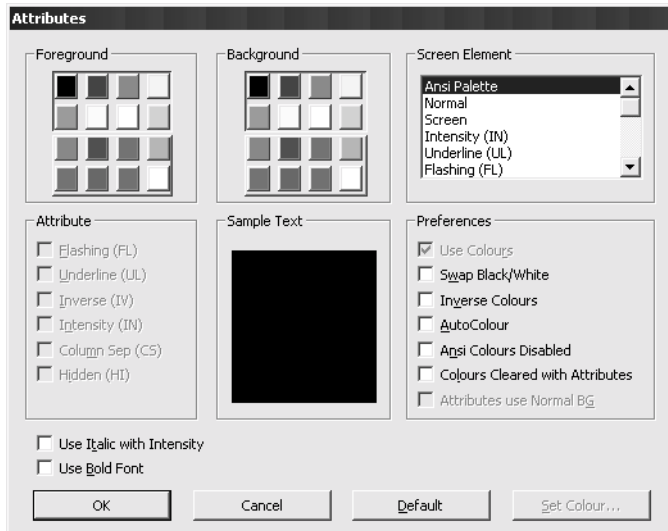 Attributes
Foreground
Background
Screen Element
Ansi Palette
Normal
Screen
Intensity (IN)
Underline (UL)
Flashing (FL)
Attribute
Flashing (FL)
Underline (UL)
Inverse (IV)
Intensity (IN)
Column Sep (CS)
Hidden (HI)
Sample Text
Preferences
Use Colours
Swap Black/White
Inverse Colours
AutoColour
Ansi Colours Disabled
Colours Cleared with Attributes
Attributes use Normal BG
Use Italic with Intensity
Use Bold Font
OK
Cancel
Default
Set Colour...